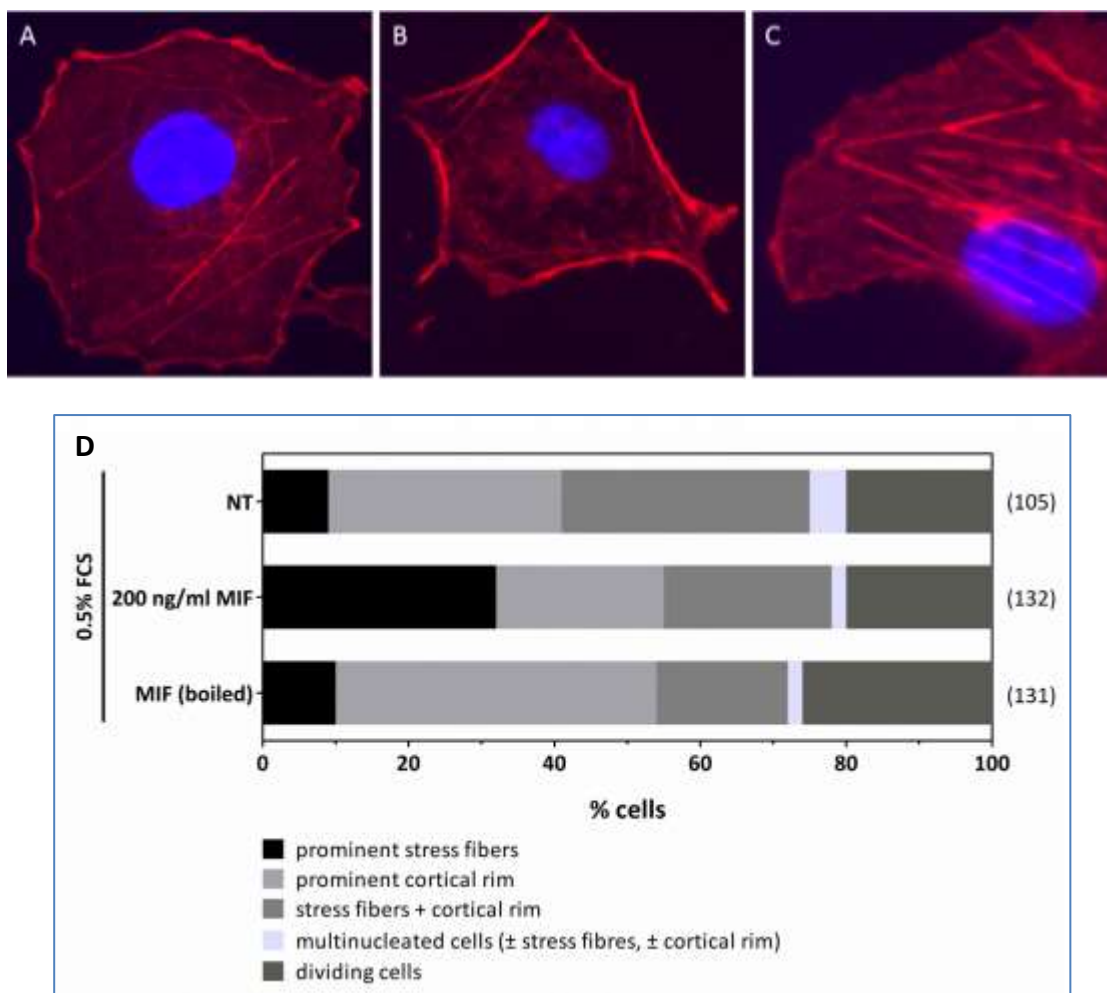 A
B
C
D
0.5% FCS
NT
(105)
200 ng/ml MIF
(132)
MIF (boiled)
(131)
0 20 40 60 80 100
% cells
prominent stress fibers
prominent cortical rim
stress fibers + cortical rim
multinucleated cells (± stress fibres, ± cortical rim)
dividing cells